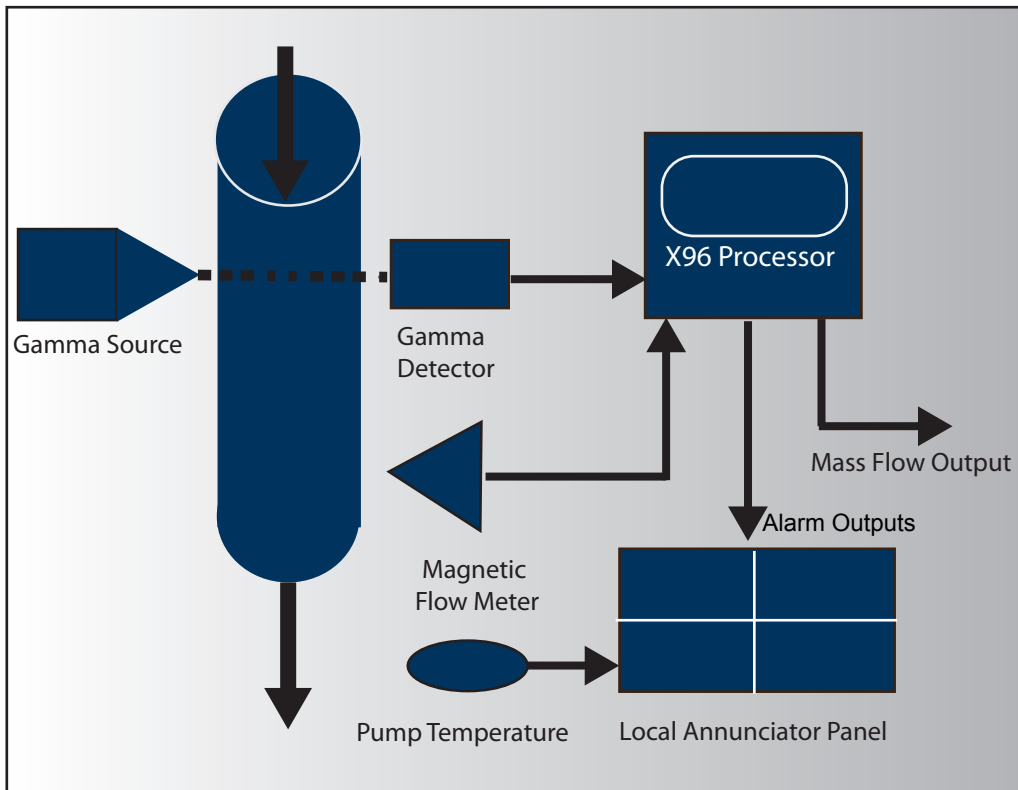 X96 Processor
Gamma Source
Gamma
Detector
Mass Flow Output
Alarm Outputs
Magnetic
Flow Meter
Pump Temperature
Local Annunciator Panel